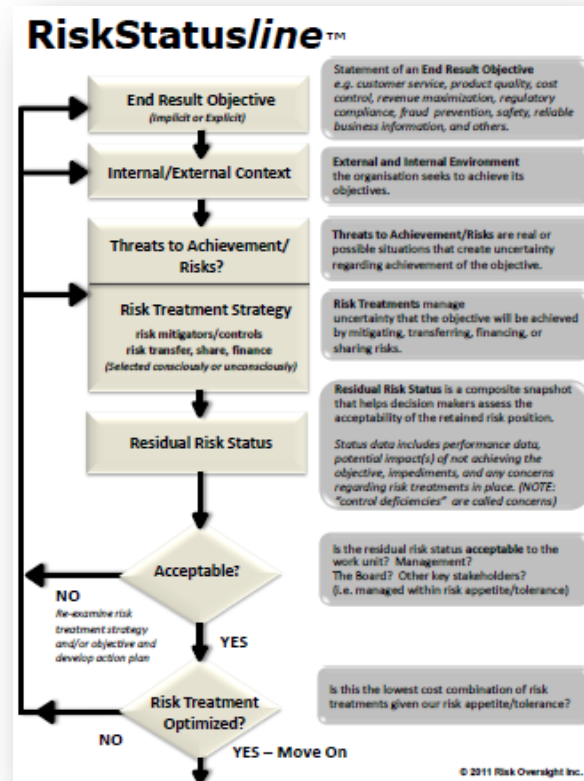 RiskStatusline™
End Result Objective
(Implicit or Explicit)
Statement of an End Result Objective
e.g. customer service, product quality, cost
control, revenue maximization, regulatory
compliance, fraud prevention, safety, reliable
business information, and others.
Internal/External Context
External and Internal Environment
the organisation seeks to achieve its
objectives.
Threats to Achievement/
Risks?
Threats to Achievement/Risks are real or
possible situations that create uncertainty
regarding achievement of the objective.
Risk Treatment Strategy
risk mitigators/controls
risk transfer, share, finance
(Selected consciously or unconsciously)
Risk Treatments manage
uncertainty that the objective will be achieved
by mitigating, transferring, financing, or
sharing risks.
Residual Risk Status
Residual Risk Status is a composite snapshot
that helps decision makers assess the
acceptability of the retained risk position.
Status data includes performance data,
potential impact(s) of not achieving the
objective, impediments, and any concerns
regarding risk treatments in place. (NOTE:
"control deficiencies" are called concerns)
Acceptable?
Is the residual risk status acceptable to the
work unit? Management?
The Board? Other key stakeholders?
(i.e. managed within risk appetite/tolerance)
NO
Re-examine risk
treatment strategy
and/or objective and
develop action plan
YES
Risk Treatment
Optimized?
Is this the lowest cost combination of risk
treatments given our risk appetite/tolerance?
NO
YES – Move On
© 2011 Risk Oversight Inc.